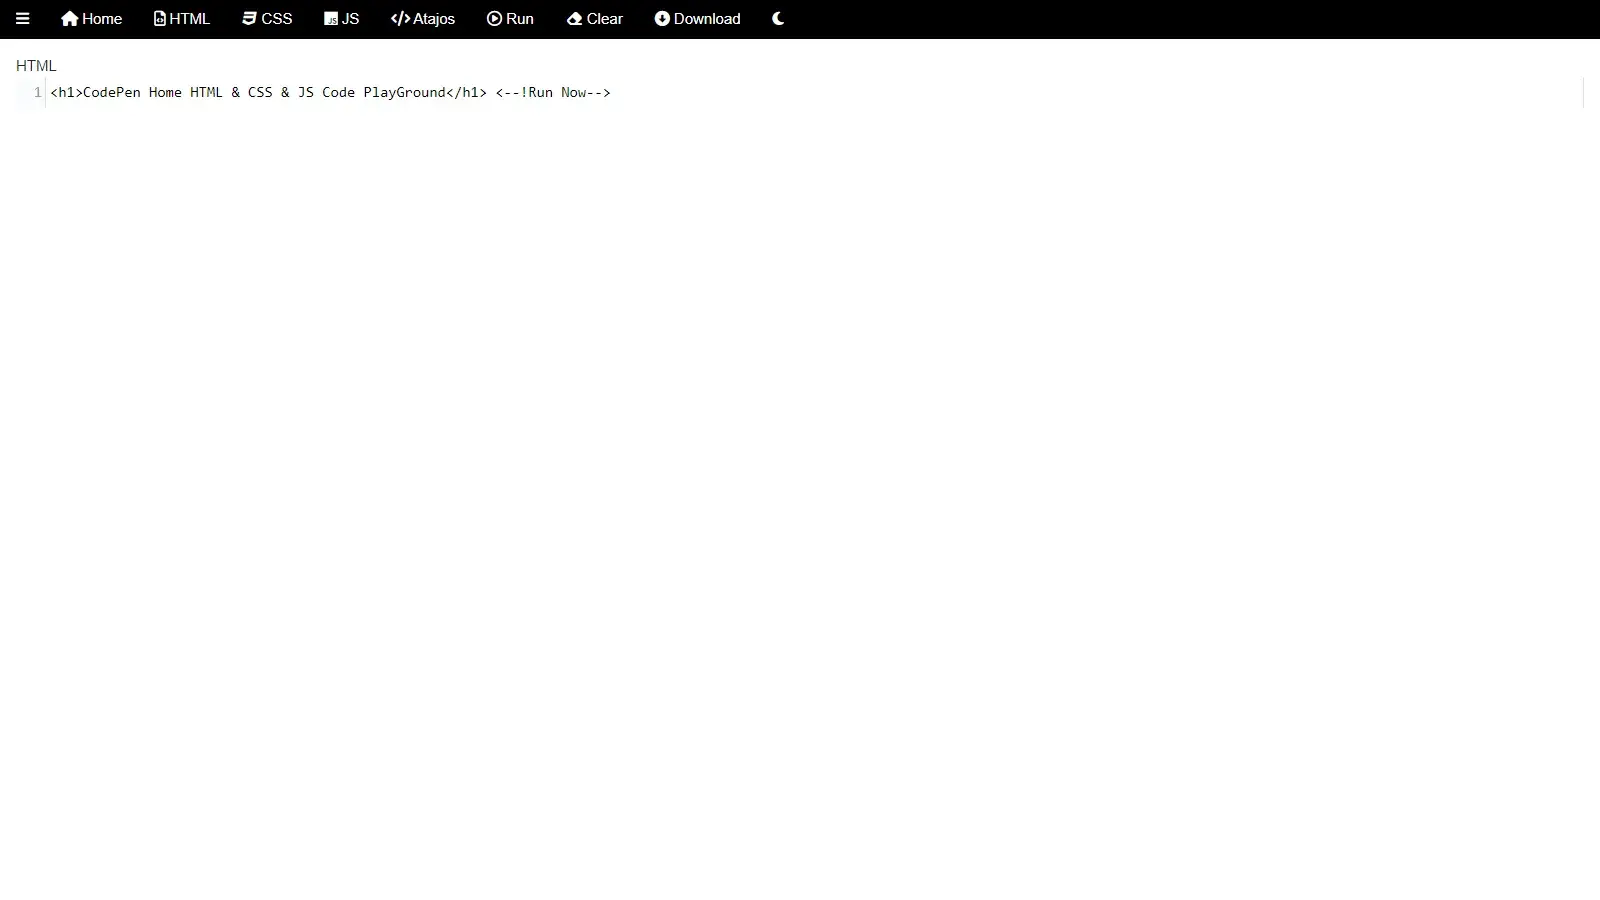 Home HTML CSS JS Atajos Run Clear Download
HTML
1 <h1>CodePen Home HTML & CSS & JS Code PlayGround</h1> <--!Run Now-->